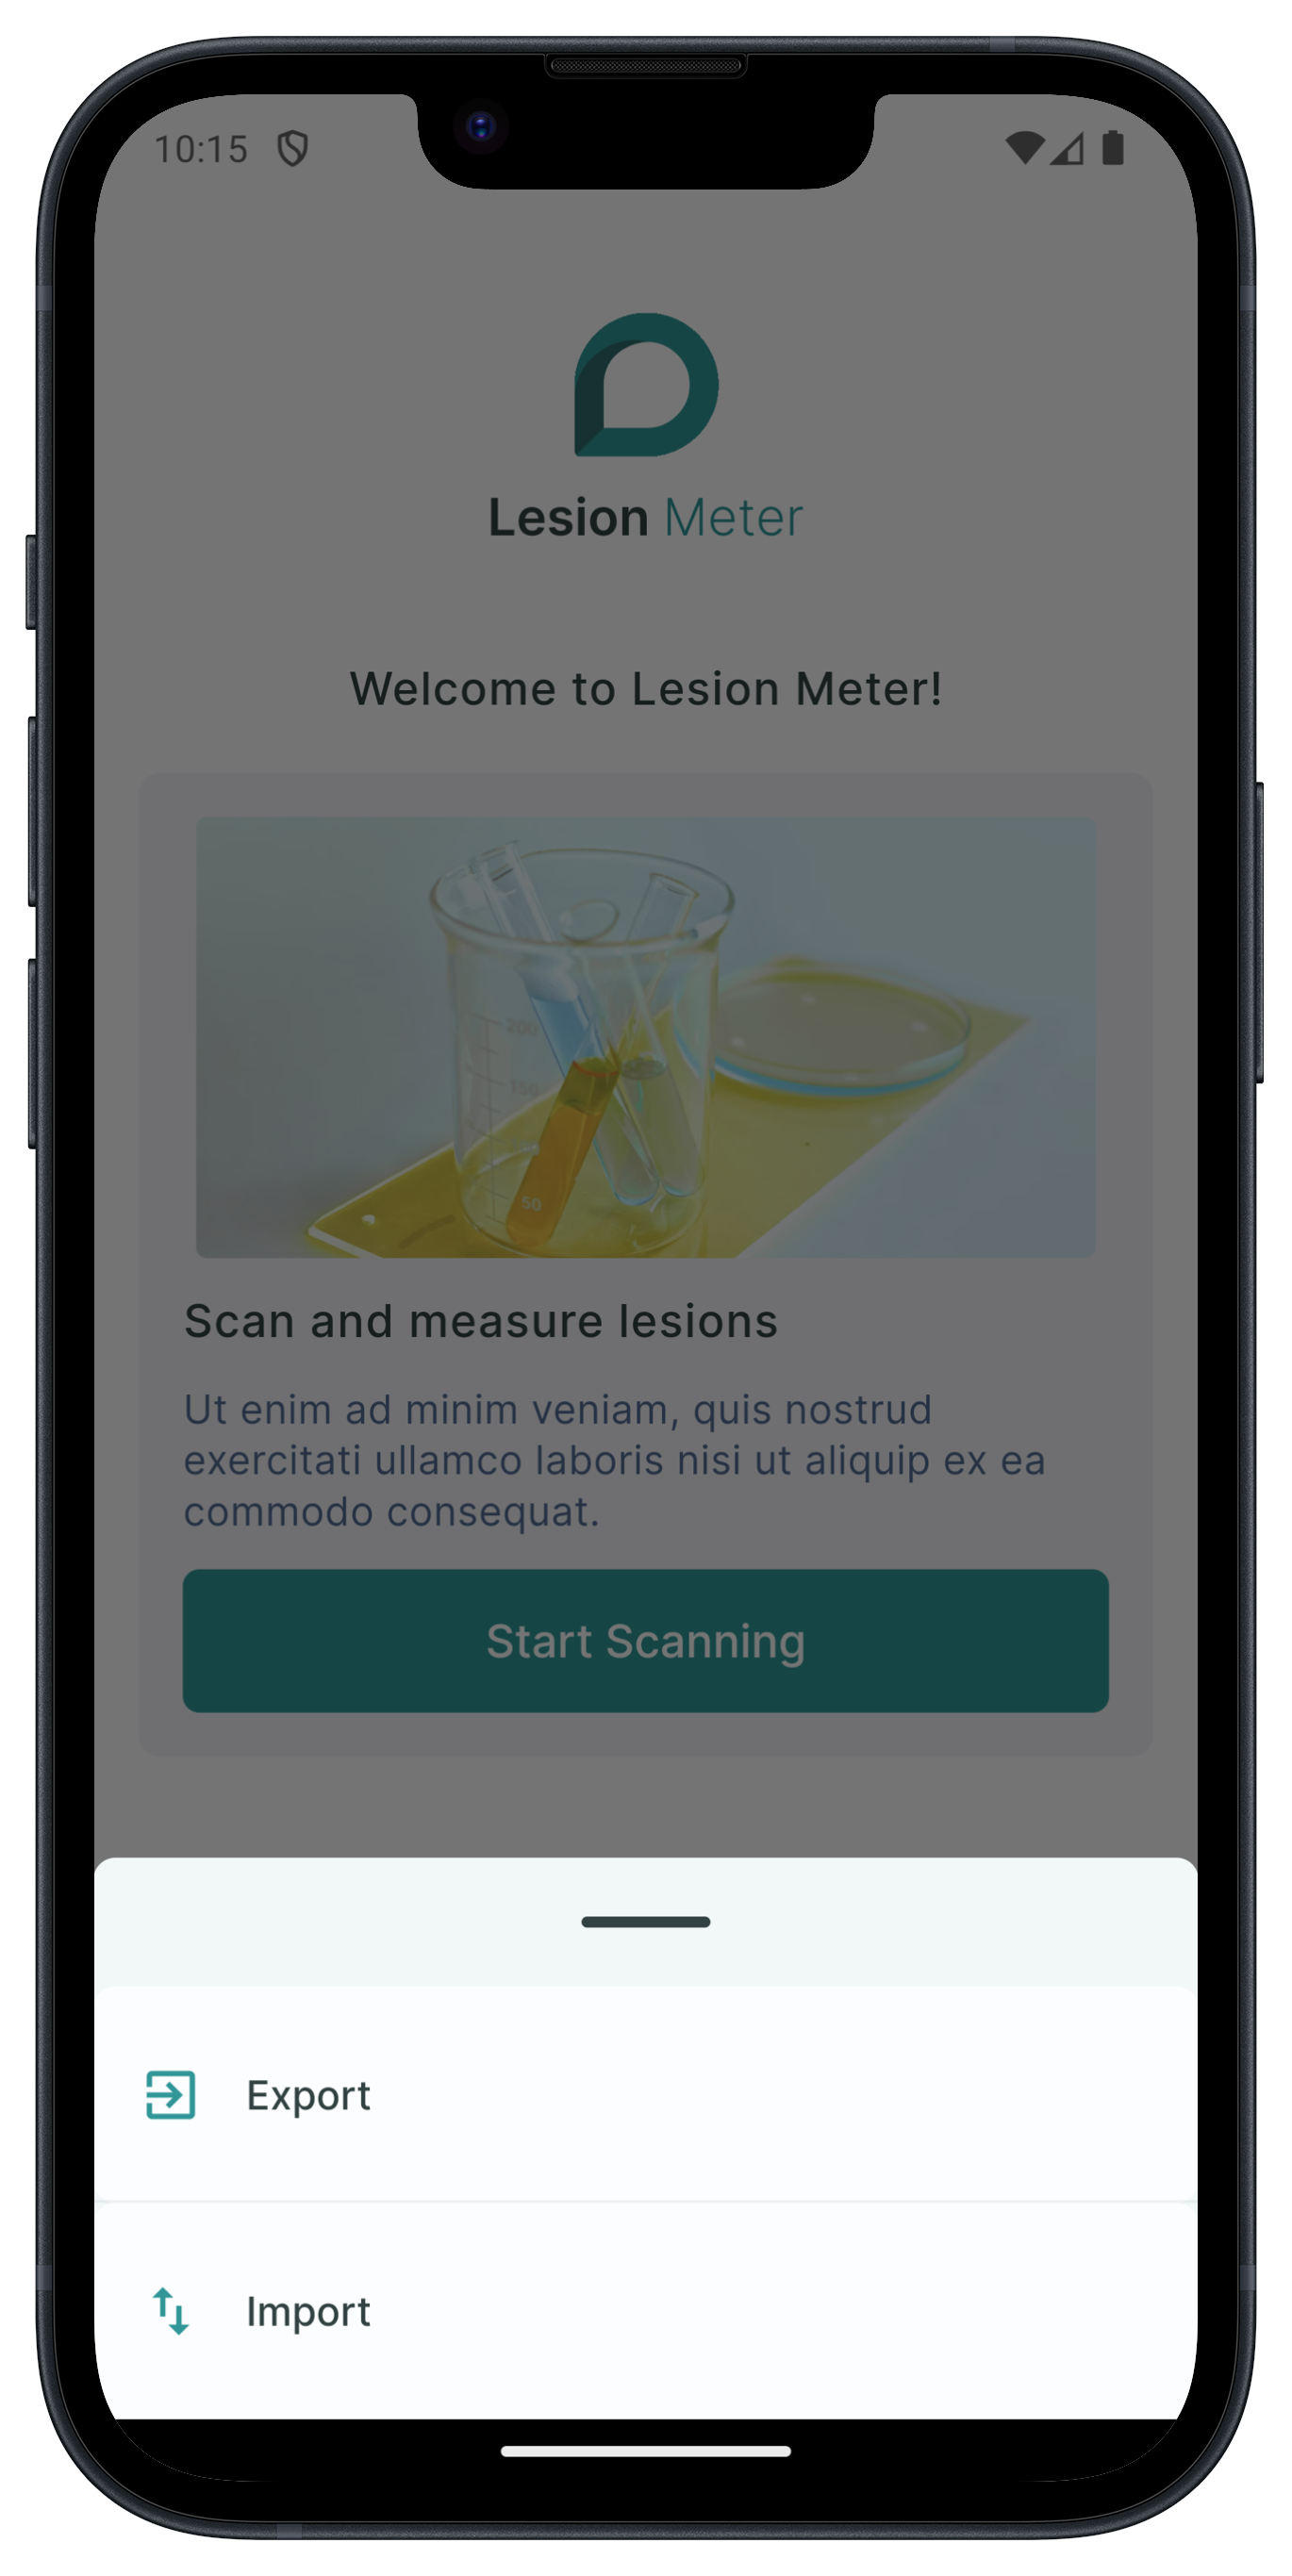 10:15
Lesion Meter
Welcome to Lesion Meter!
200
150
50
Scan and measure lesions
Ut enim ad minim veniam, quis nostrud
exercitati ullamco laboris nisi ut aliquip ex ea
commodo consequat.
Start Scanning
Export
Import